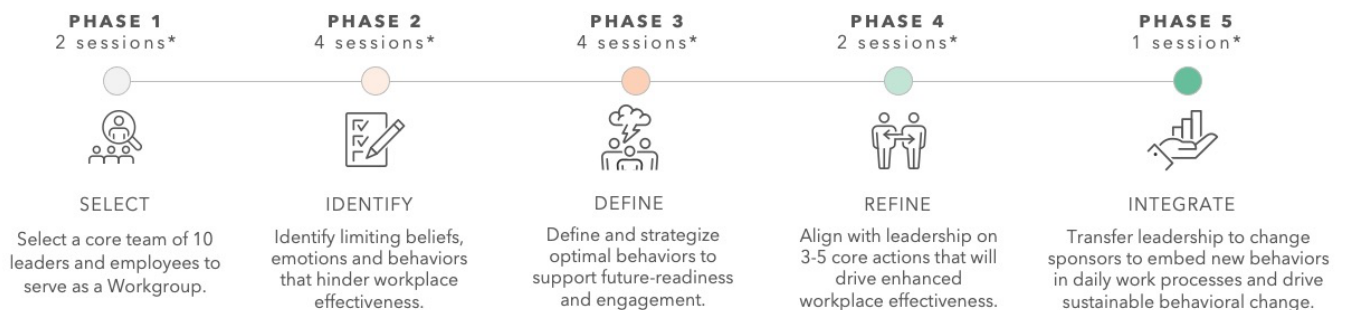 PHASE 1
2 sessions*
SELECT
Select a core team of 10
leaders and employees to
serve as a Workgroup.
PHASE 2
4 sessions*
IDENTIFY
Identify limiting beliefs,
emotions and behaviors
that hinder workplace
effectiveness.
PHASE 3
4 sessions*
DEFINE
Define and strategize
optimal behaviors to
support future-readiness
and engagement.
PHASE 4
2 sessions*
REFINE
Align with leadership on
3-5 core actions that will
drive enhanced
workplace effectiveness.
PHASE 5
1 session*
INTEGRATE
Transfer leadership to change
sponsors to embed new behaviors
in daily work processes and drive
sustainable behavioral change.